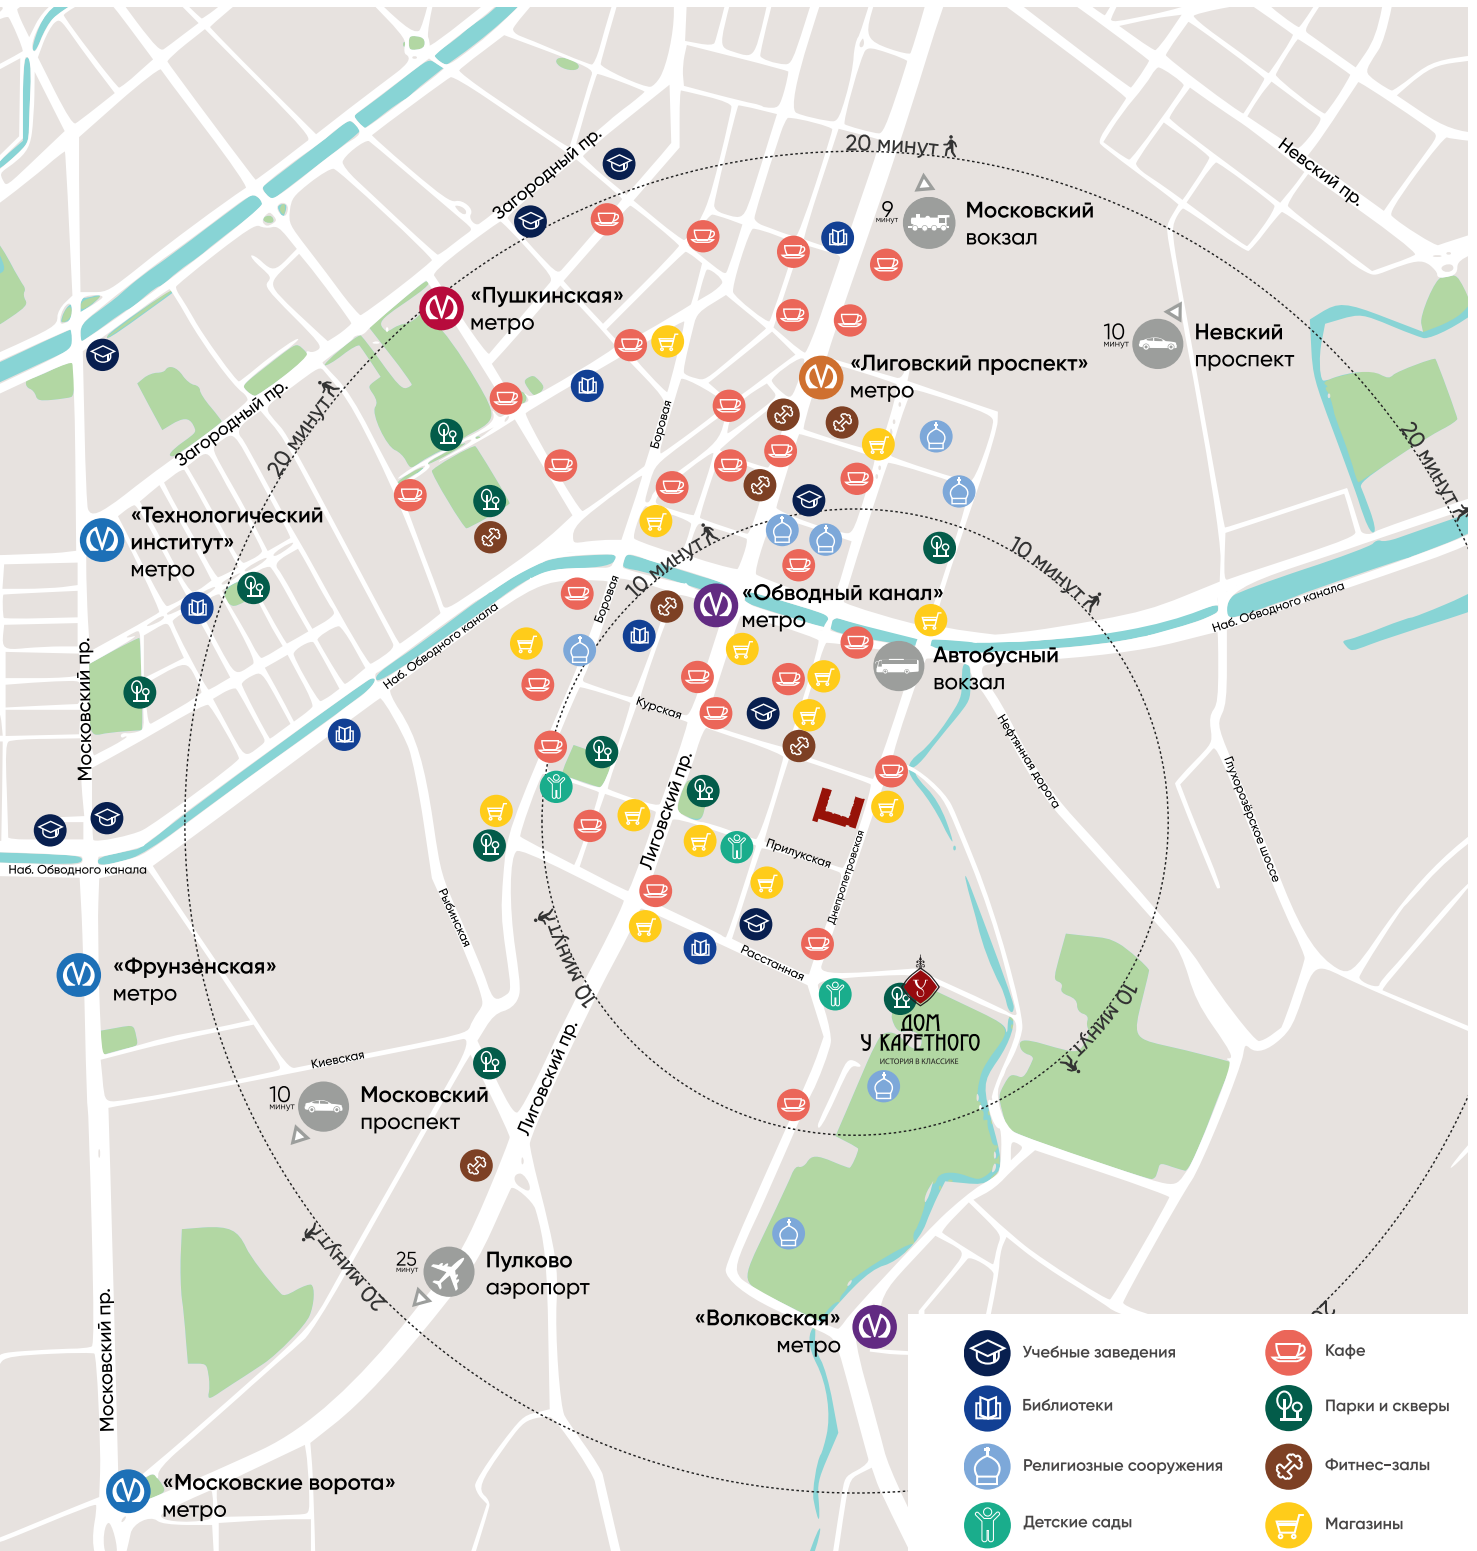 Загородный пр.
20 минут
Невский пр.
9
минут
Московский
вокзал
«Пушкинская»
метро
10
минут
Невский
проспект
«Лиговский проспект»
метро
Загородный пр.
20 минут
Боровая
20 минут
«Технологический
институт»
метро
10 минут
10 минут
Боровая
«Обводный канал»
метро
Наб. Обводного канала
Наб. Обводного канала
Автобусный
вокзал
Московский пр.
Курская
Нефтянная дорога
Глухорозёрское шоссе
Лиговский пр.
Прилукская
Днепропетровская
Наб. Обводного канала
Рыбинская
Расстанная
10 минут
10 минут
«Фрунзенская»
метро
У
ДОМ
У КАРЕТНОГО
ИСТОРИЯ В КЛАССИКЕ
Киевская
Лиговский пр.
10
минут
Московский
проспект
20 минут
25
минут
Пулково
аэропорт
Московский пр.
«Волковская»
метро
20
«Московские ворота»
метро
Учебные заведения
Кафе
Библиотеки
Парки и скверы
Религиозные сооружения
Фитнес-залы
Детские сады
Магазины